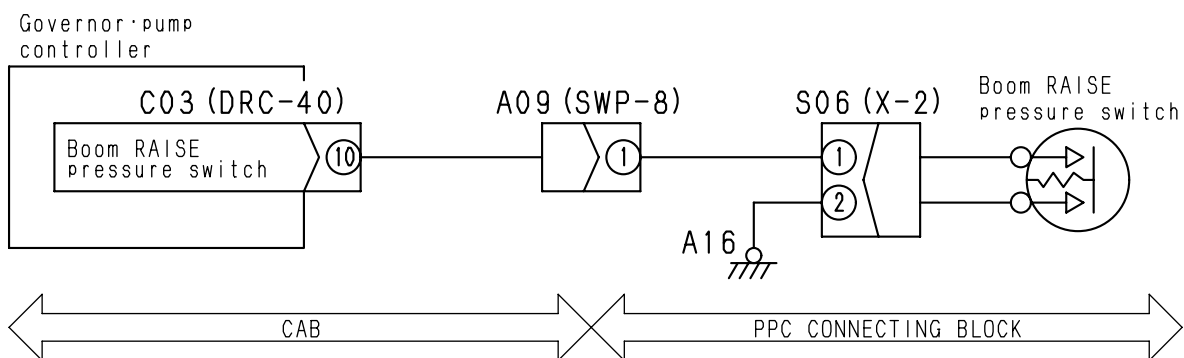 Governor·pump
controller
C03 (DRC-40)
A09 (SWP-8)
S06 (X-2)
Boom RAISE
pressure switch
Boom RAISE
pressure switch
10
1
1
2
A16
CAB
PPC CONNECTING BLOCK